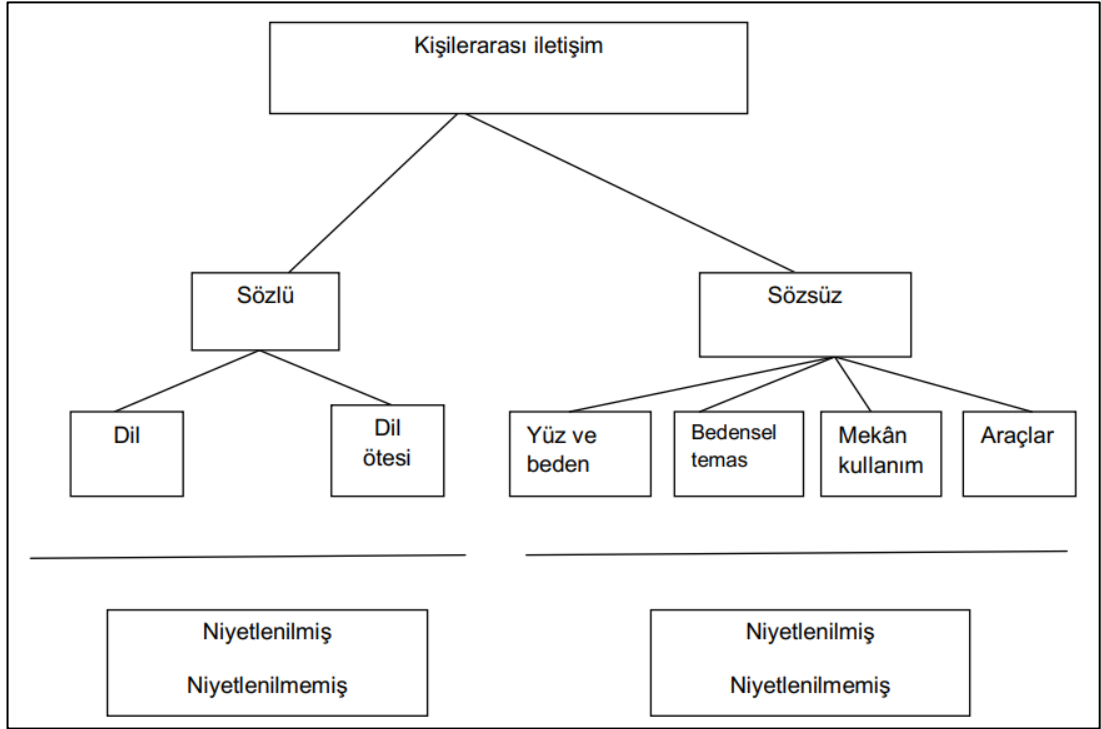 Kişilerarası iletişim
Sözlü
Sözsüz
Dil
Dil
ötesi
Yüz ve
beden
Bedensel
temas
Mekân
kullanım
Araçlar
Niyetlenilmiş
Niyetlenilmemiş
Niyetlenilmiş
Niyetlenilmemiş